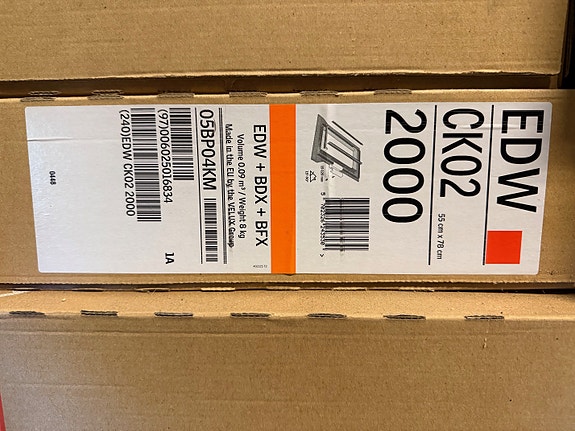 EDW
CK02
55 cm x 78 cm
2000
EDW + BDX + BFX
Volume 0.09 m³ / Weight 8 kg
Made in the EU by the VELUX Group
05BP04KM
(97)006025016834
(240)EDW CK02 2000
1A
0448